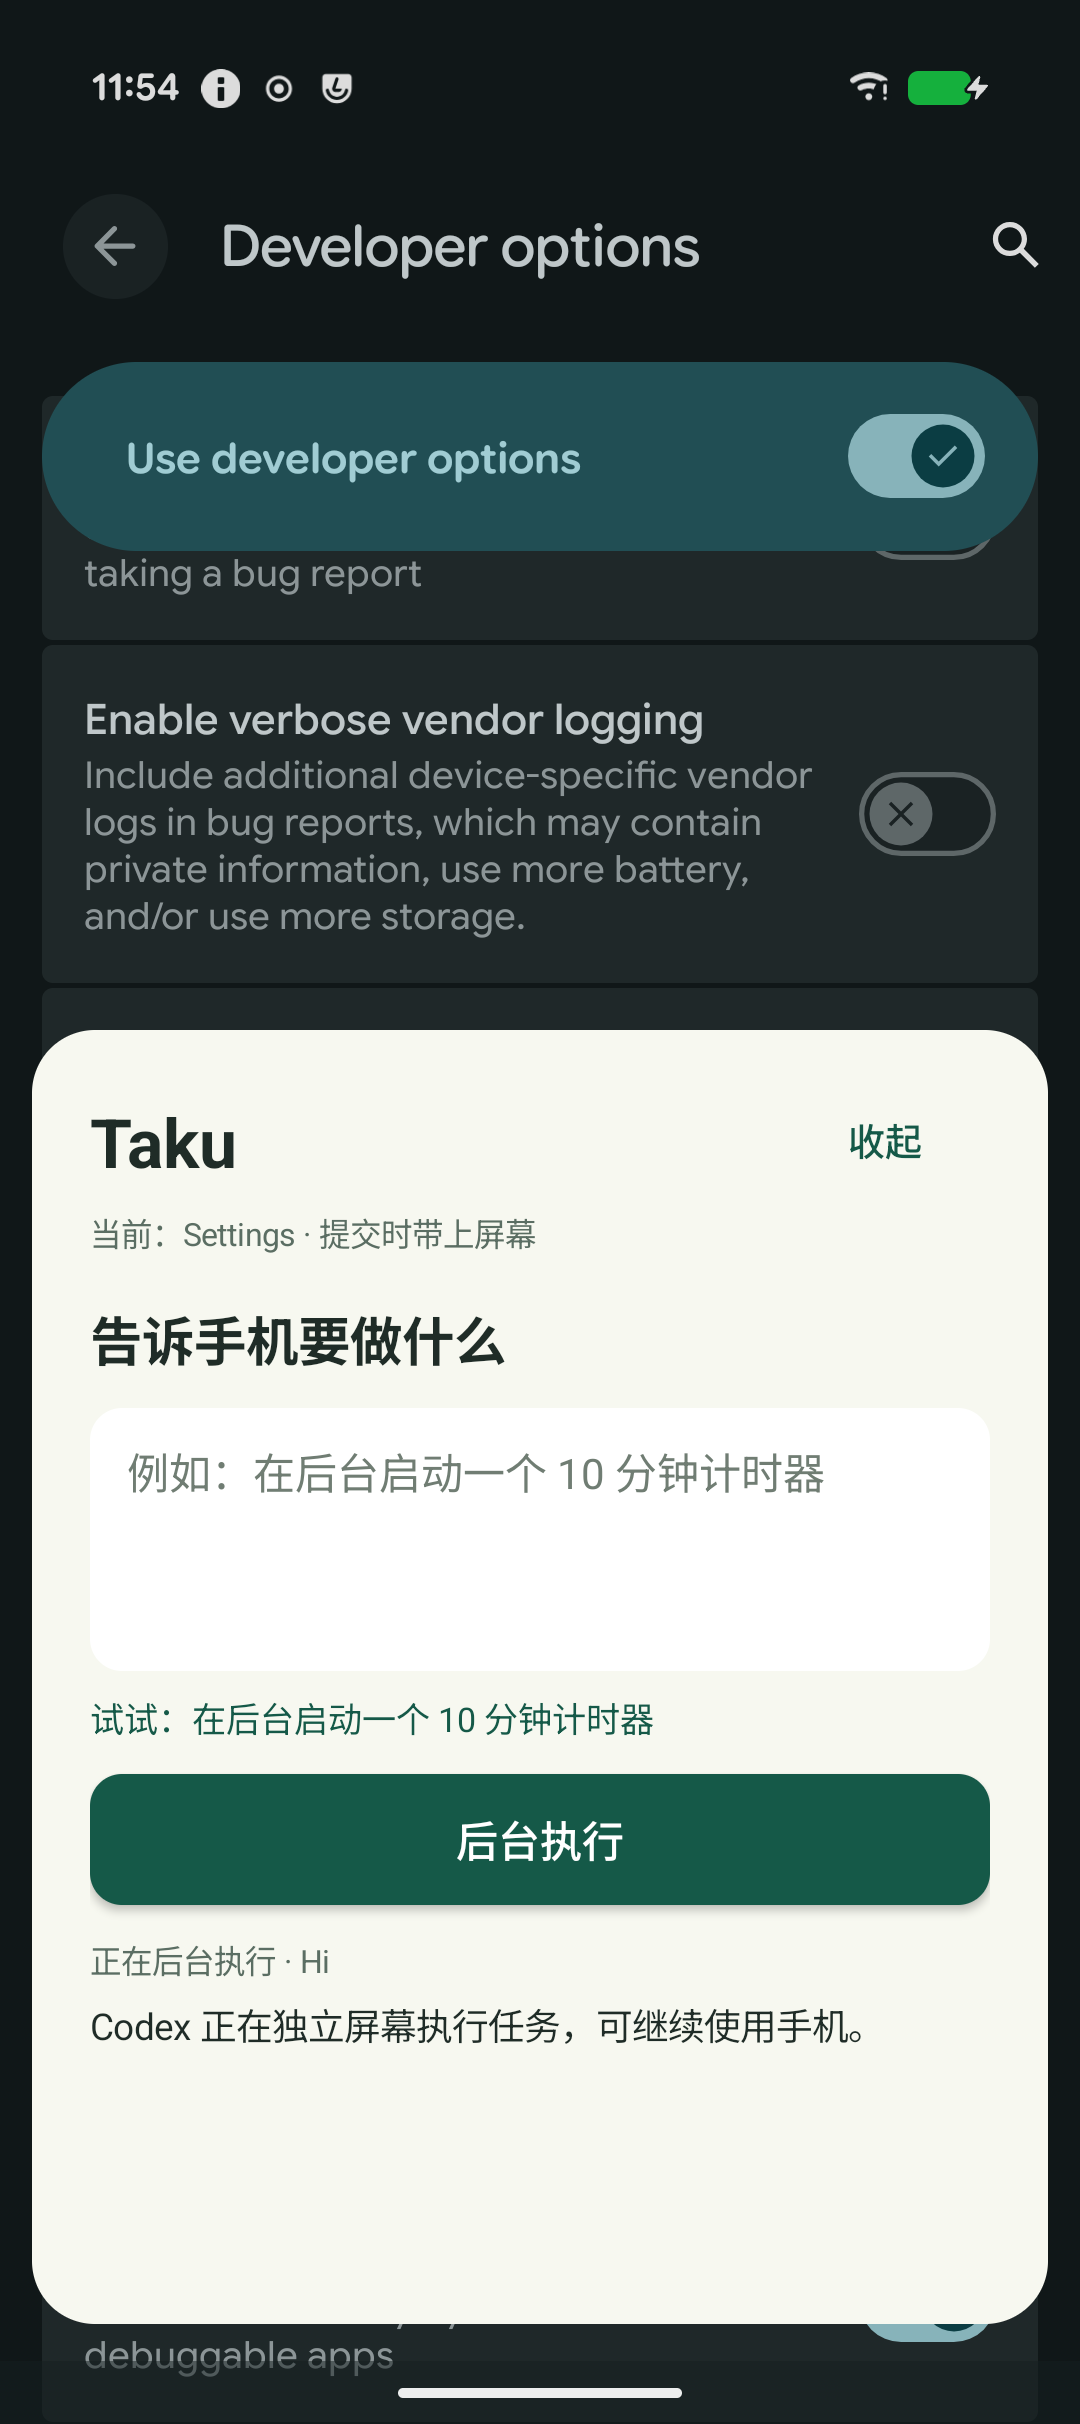 11:54
Developer options
Use developer options
taking a bug report
Enable verbose vendor logging
Include additional device-specific vendor
logs in bug reports, which may contain
private information, use more battery,
and/or use more storage.
Taku
收起
当前：Settings · 提交时带上屏幕
告诉手机要做什么
例如：在后台启动一个 10 分钟计时器
试试：在后台启动一个 10 分钟计时器
后台执行
正在后台执行 · Hi
Codex 正在独立屏幕执行任务，可继续使用手机。
debuggable apps